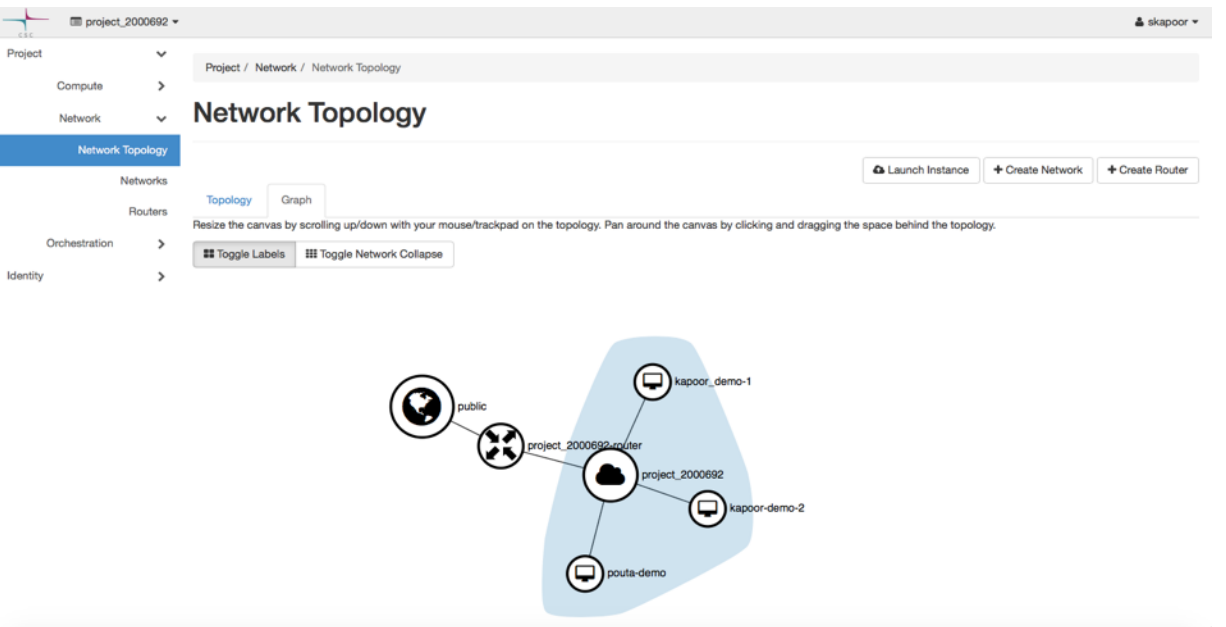 CSC
project_2000692
skapoor
Project
Compute
Network
Network Topology
Networks
Routers
Orchestration
Identity
Project / Network / Network Topology
Network Topology
Launch Instance
+ Create Network
+ Create Router
Topology
Graph
Resize the canvas by scrolling up/down with your mouse/trackpad on the topology. Pan around the canvas by clicking and dragging the space behind the topology.
Toggle Labels
Toggle Network Collapse
kapoor_demo-1
public
project_2000692-router
project_2000692
kapoor-demo-2
pouta-demo